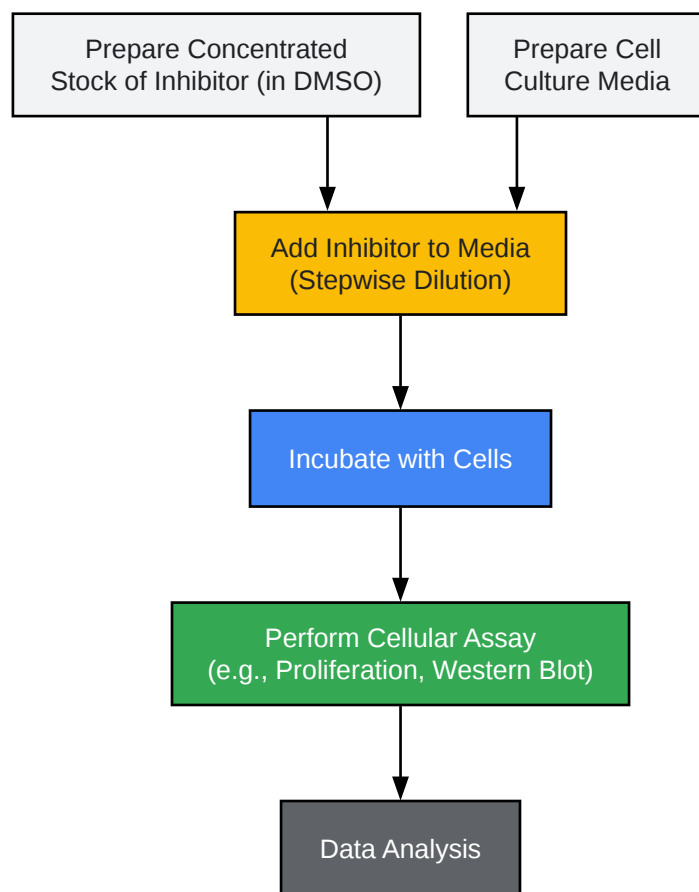 Prepare Concentrated
Stock of Inhibitor (in DMSO)
Prepare Cell
Culture Media
Add Inhibitor to Media
(Stepwise Dilution)
Incubate with Cells
Perform Cellular Assay
(e.g., Proliferation, Western Blot)
Data Analysis